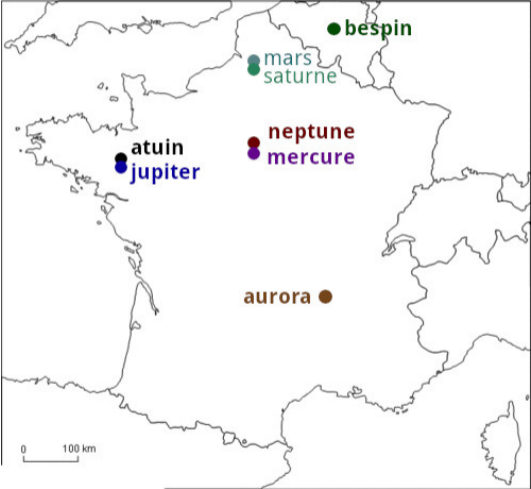 bespin
mars
saturne
neptune
mercure
atuin
jupiter
aurora
0 100 km